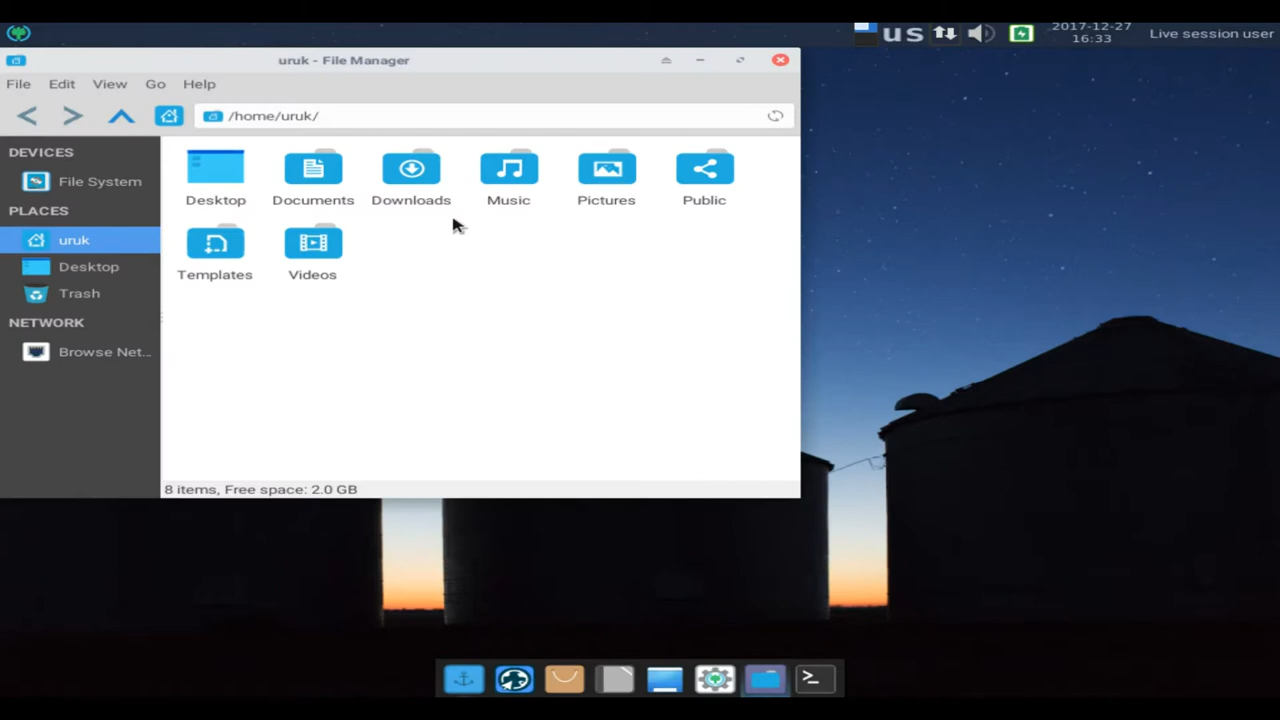 us
2017-12-27
16:33
Live session user
uruk - File Manager
File Edit View Go Help
/home/uruk/
DEVICES
File System
PLACES
uruk
Desktop
Trash
NETWORK
Browse Net...
Desktop Documents Downloads Music Pictures Public
Templates Videos
8 items, Free space: 2.0 GB